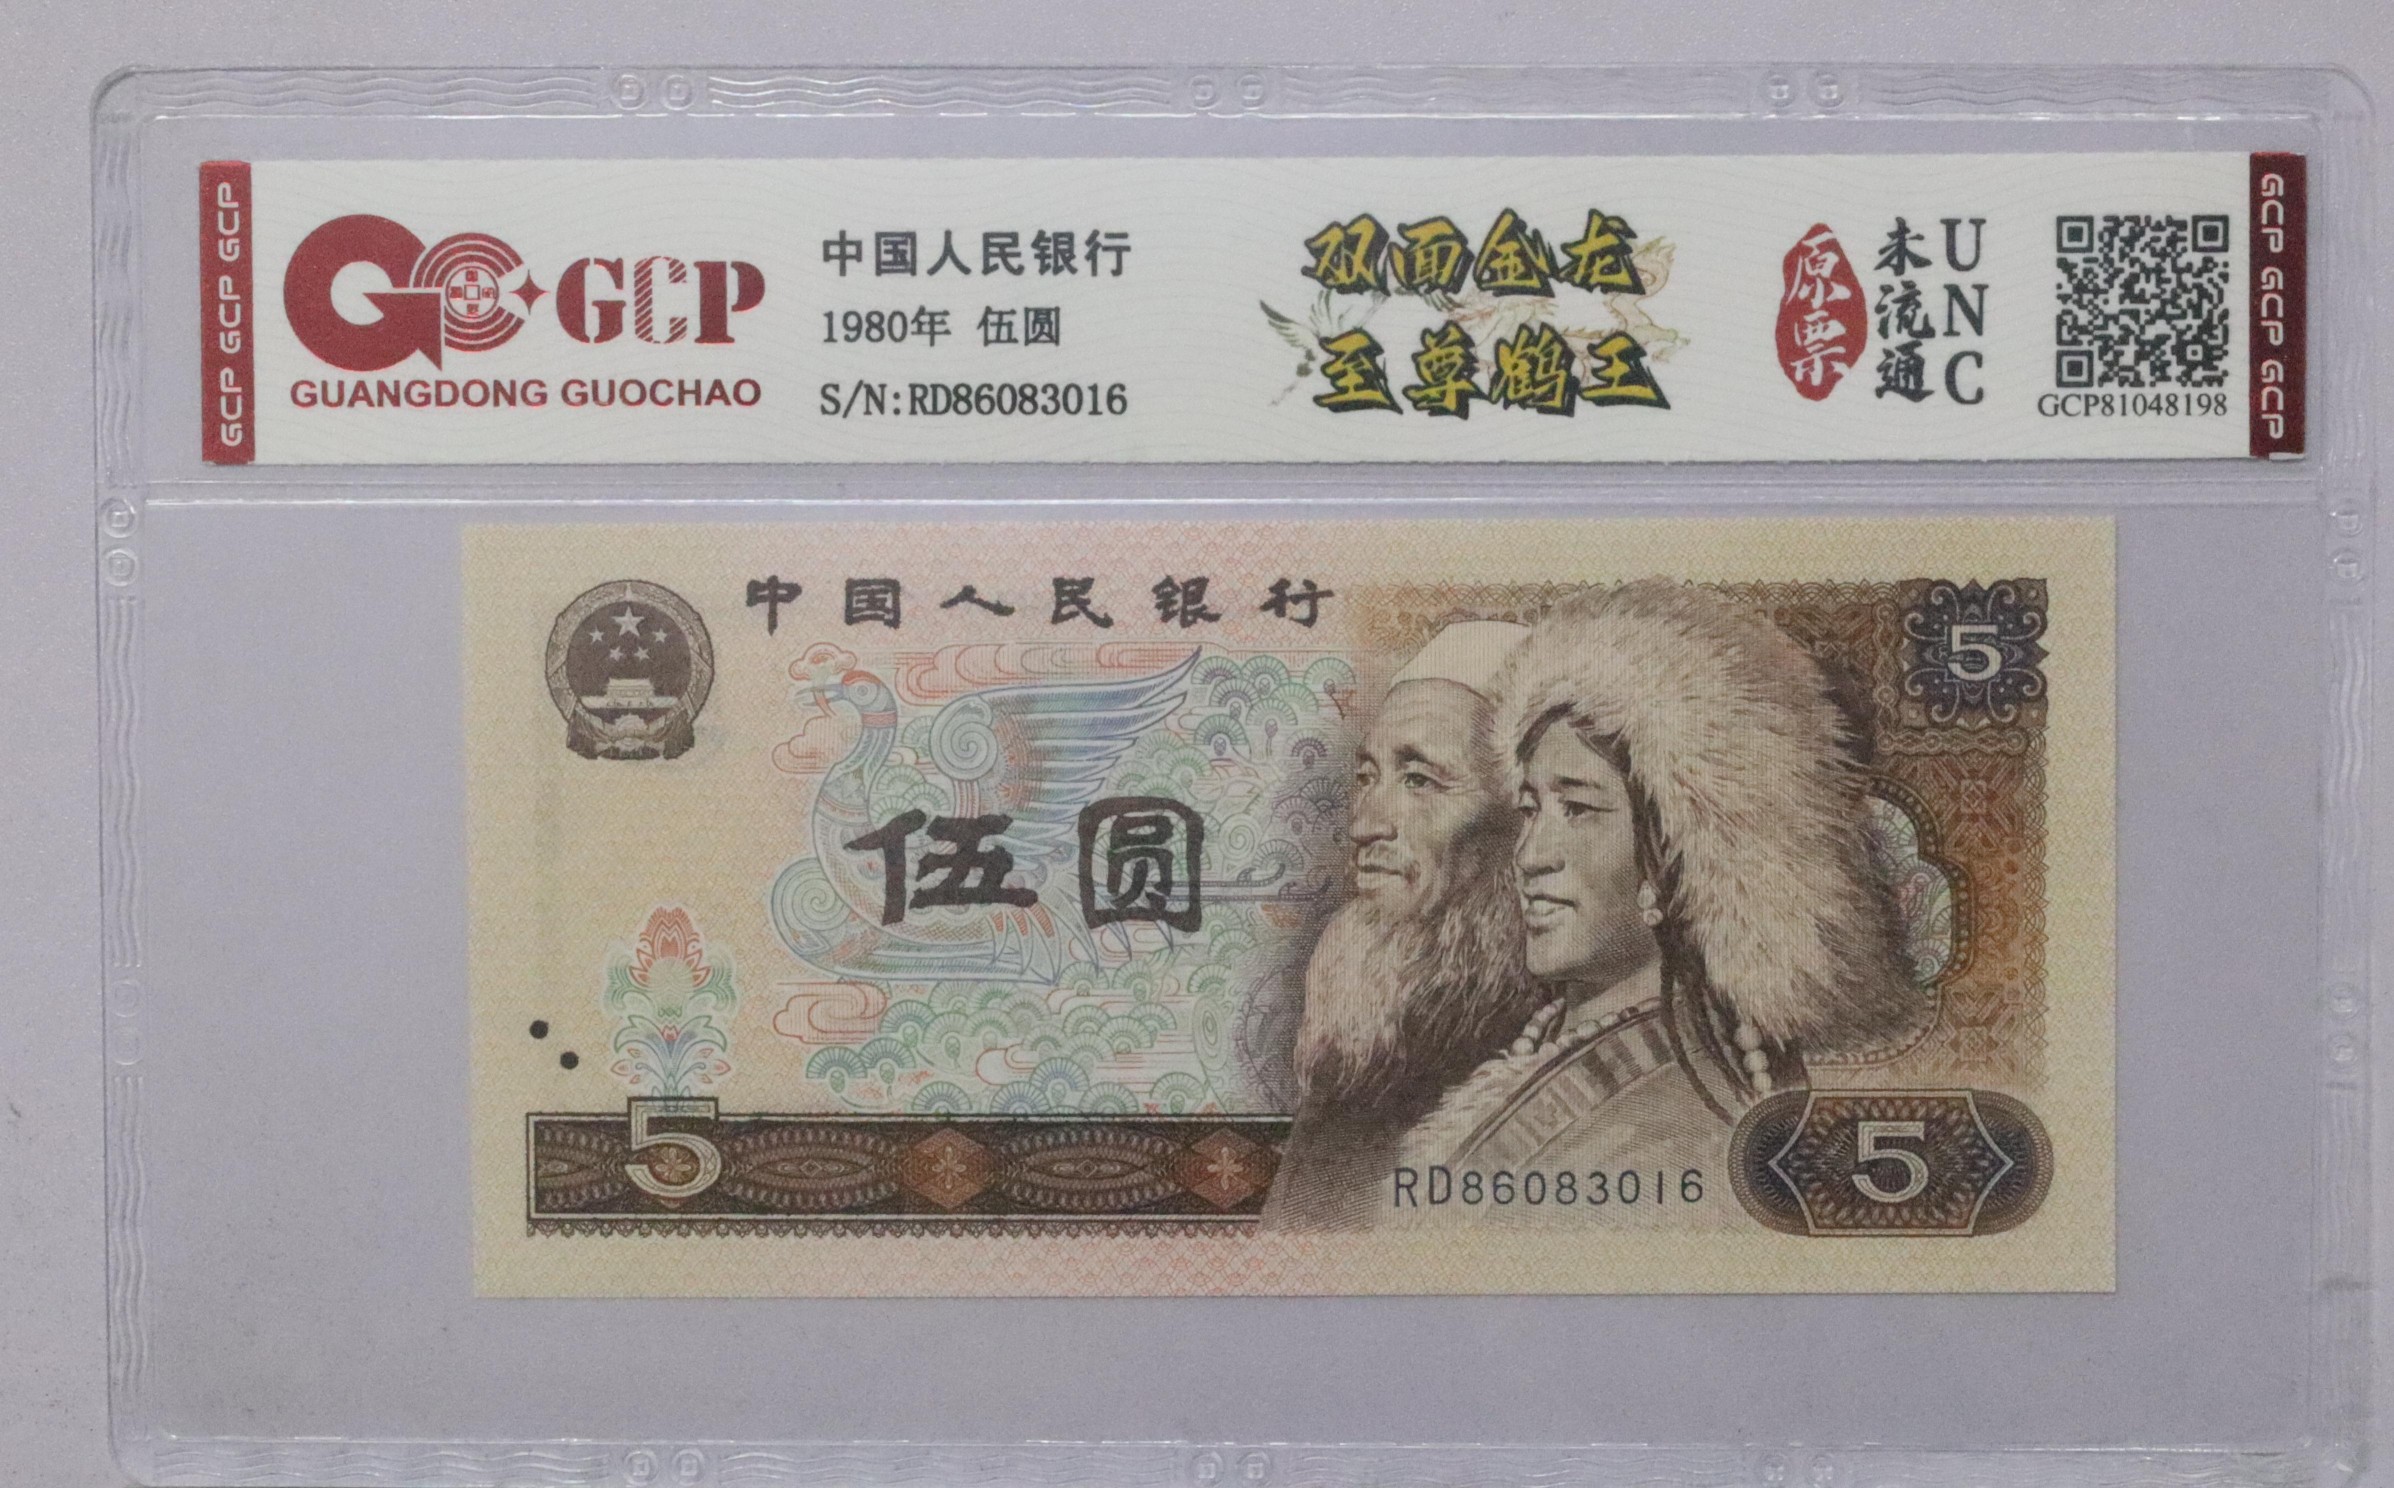 GCP GCP GCP
GCP
GUANGDONG GUOCHAO
中国人民银行
1980年 伍圆
S/N:RD86083016
双面金龙
至尊鹤王
原票
未流通
UNC
GCP81048198
GCP GCP GCP
中国人民银行
5
伍圆
5
RD86083016
5